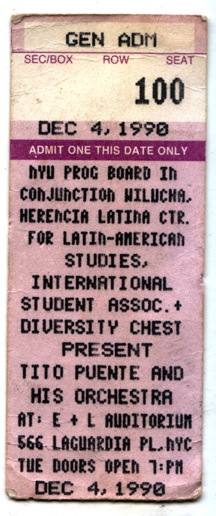 GEN ADM
SEC/BOX ROW SEAT
100
DEC 4, 1990
ADMIT ONE THIS DATE ONLY
NYU PROG BOARD IN
CONJUNCTION W/LUCHA,
HERENCIA LATINA CTR.
FOR LATIN-AMERICAN
STUDIES,
INTERNATIONAL
STUDENT ASSOC.+
DIVERSITY CHEST
PRESENT
TITO PUENTE AND
HIS ORCHESTRA
AT: E + L AUDITORIUM
566 LAGUARDIA PL.NYC
TUE DOORS OPEN 7:PM
DEC 4, 1990